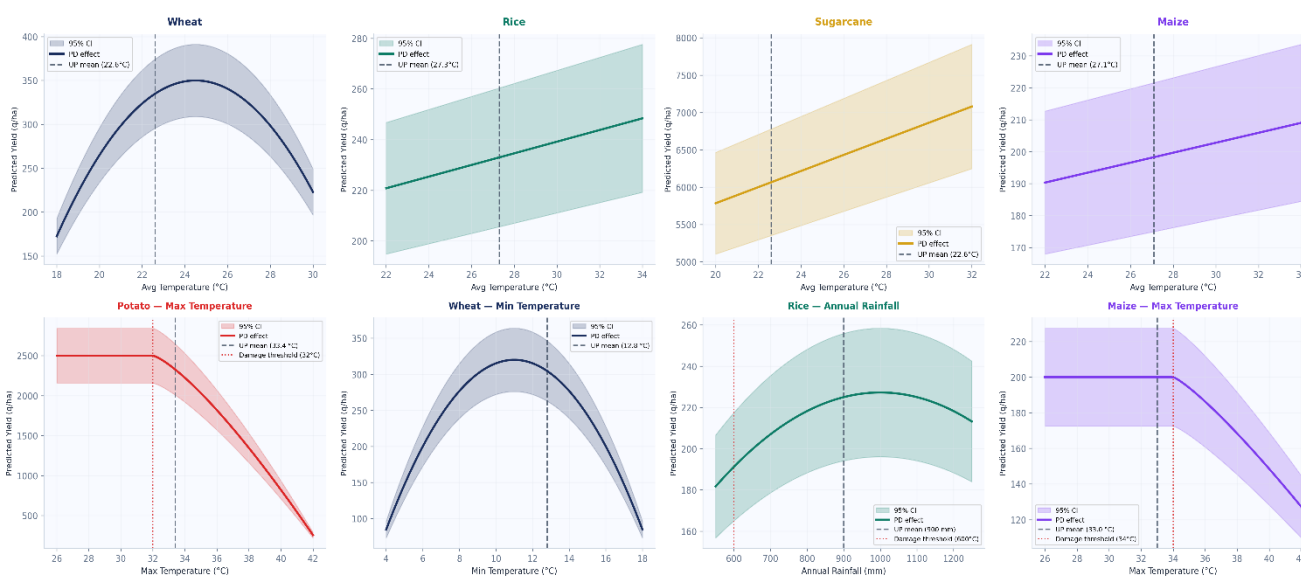 Wheat
400
350
300
250
200
150
18
20
22
24
26
28
30
Predicted Yield (q/ha)
Avg Temperature (°C)
95% CI
PD effect
UP mean (22.6°C)
Rice
280
260
240
220
200
22
24
26
28
30
32
34
Predicted Yield (q/ha)
Avg Temperature (°C)
95% CI
PD effect
UP mean (27.3°C)
Sugarcane
8000
7500
7000
6500
6000
5500
5000
20
22
24
26
28
30
32
Predicted Yield (q/ha)
Avg Temperature (°C)
95% CI
PD effect
UP mean (22.6°C)
Maize
230
220
210
200
190
180
170
22
24
26
28
30
32
Predicted Yield (q/ha)
Avg Temperature (°C)
95% CI
PD effect
UP mean (27.1°C)
Potato — Max Temperature
2500
2000
1500
1000
500
26
28
30
32
34
36
38
40
42
Predicted Yield (q/ha)
Max Temperature (°C)
95% CI
PD effect
UP mean (33.4 °C)
Damage threshold (32°C)
Wheat — Min Temperature
350
300
250
200
150
100
4
6
8
10
12
14
16
18
Predicted Yield (q/ha)
Min Temperature (°C)
95% CI
PD effect
UP mean (12.8 °C)
Rice — Annual Rainfall
260
240
220
200
180
160
600
700
800
900
1000
1100
1200
Predicted Yield (q/ha)
Annual Rainfall (mm)
95% CI
PD effect
UP mean (900 mm)
Damage threshold (600°C)
Maize — Max Temperature
220
200
180
160
140
120
26
28
30
32
34
36
38
40
Predicted Yield (q/ha)
Max Temperature (°C)
95% CI
PD effect
UP mean (33.0 °C)
Damage threshold (34°C)